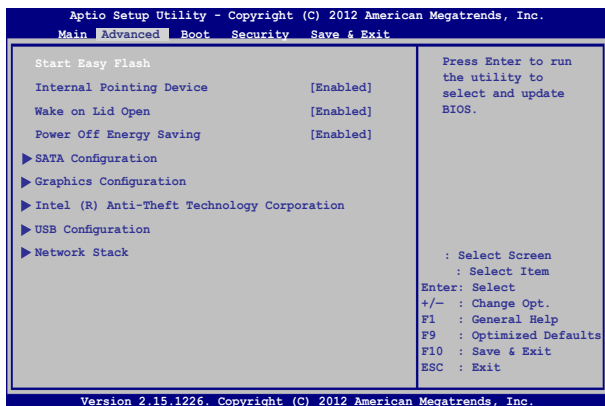 Aptio Setup Utility - Copyright (C) 2012 American Megatrends, Inc.
Main Advanced Boot Security Save & Exit
Start Easy Flash
Internal Pointing Device [Enabled]
Wake on Lid Open [Enabled]
Power Off Energy Saving [Enabled]
SATA Configuration
Graphics Configuration
Intel (R) Anti-Theft Technology Corporation
USB Configuration
Network Stack
Press Enter to run
the utility to
select and update
BIOS.
: Select Screen
: Select Item
Enter: Select
+/— : Change Opt.
F1 : General Help
F9 : Optimized Defaults
F10 : Save & Exit
ESC : Exit
Version 2.15.1226. Copyright (C) 2012 American Megatrends, Inc.